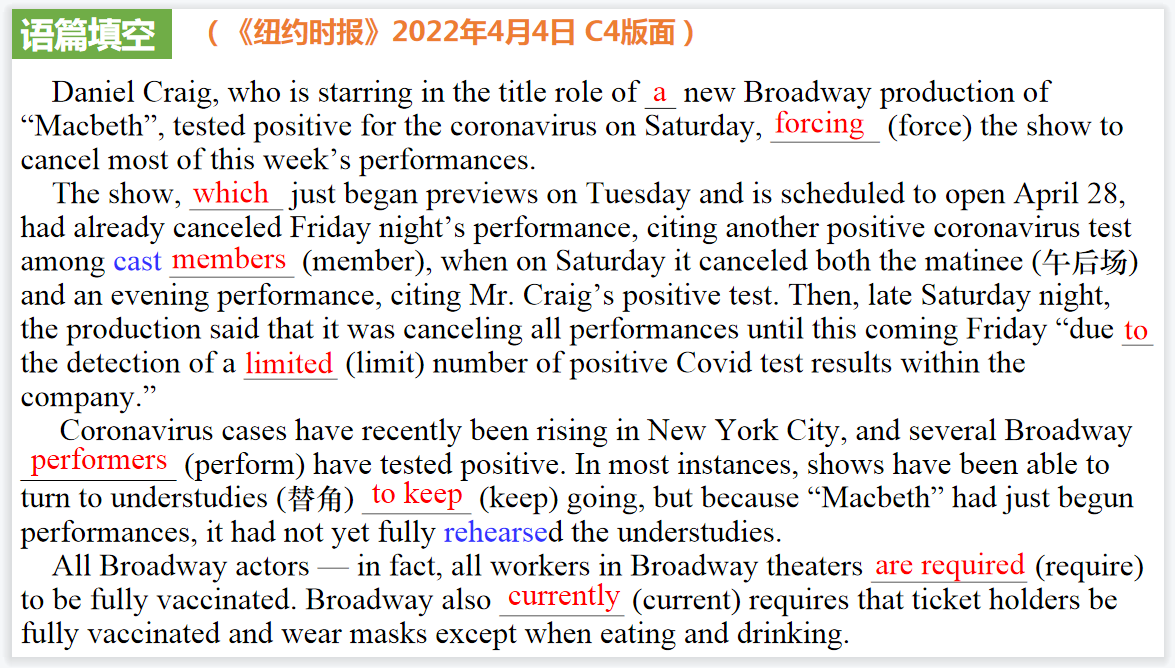 语篇填空 （《纽约时报》2022年4月4日 C4版面）
Daniel Craig, who is starring in the title role of a new Broadway production of
“Macbeth”, tested positive for the coronavirus on Saturday, forcing (force) the show to
cancel most of this week’s performances.
The show, which just began previews on Tuesday and is scheduled to open April 28,
had already canceled Friday night’s performance, citing another positive coronavirus test
among cast members (member), when on Saturday it canceled both the matinee (午后场)
and an evening performance, citing Mr. Craig’s positive test. Then, late Saturday night,
the production said that it was canceling all performances until this coming Friday “due to
the detection of a limited (limit) number of positive Covid test results within the
company.”
Coronavirus cases have recently been rising in New York City, and several Broadway
performers (perform) have tested positive. In most instances, shows have been able to
turn to understudies (替角) to keep (keep) going, but because “Macbeth” had just begun
performances, it had not yet fully rehearsed the understudies.
All Broadway actors — in fact, all workers in Broadway theaters are required (require)
to be fully vaccinated. Broadway also currently (current) requires that ticket holders be
fully vaccinated and wear masks except when eating and drinking.